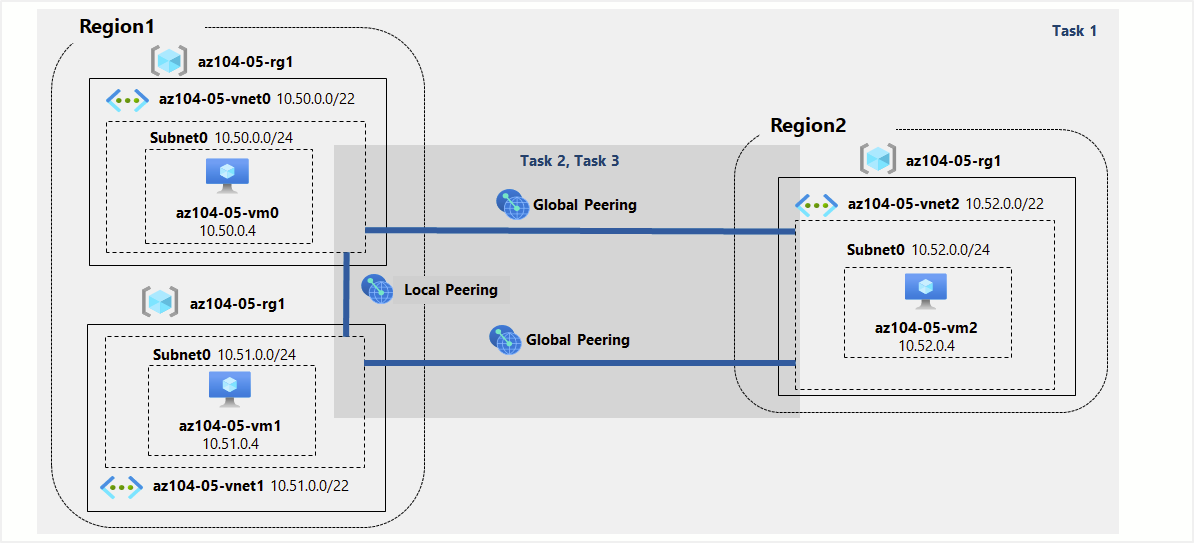 Region1
Task 1
az104-05-rg1
az104-05-vnet0 10.50.0.0/22
Subnet0 10.50.0.0/24
az104-05-vm0
10.50.0.4
Task 2, Task 3
Global Peering
Local Peering
Global Peering
az104-05-rg1
Subnet0 10.51.0.0/24
az104-05-vm1
10.51.0.4
az104-05-vnet1 10.51.0.0/22
Region2
az104-05-rg1
az104-05-vnet2 10.52.0.0/22
Subnet0 10.52.0.0/24
az104-05-vm2
10.52.0.4